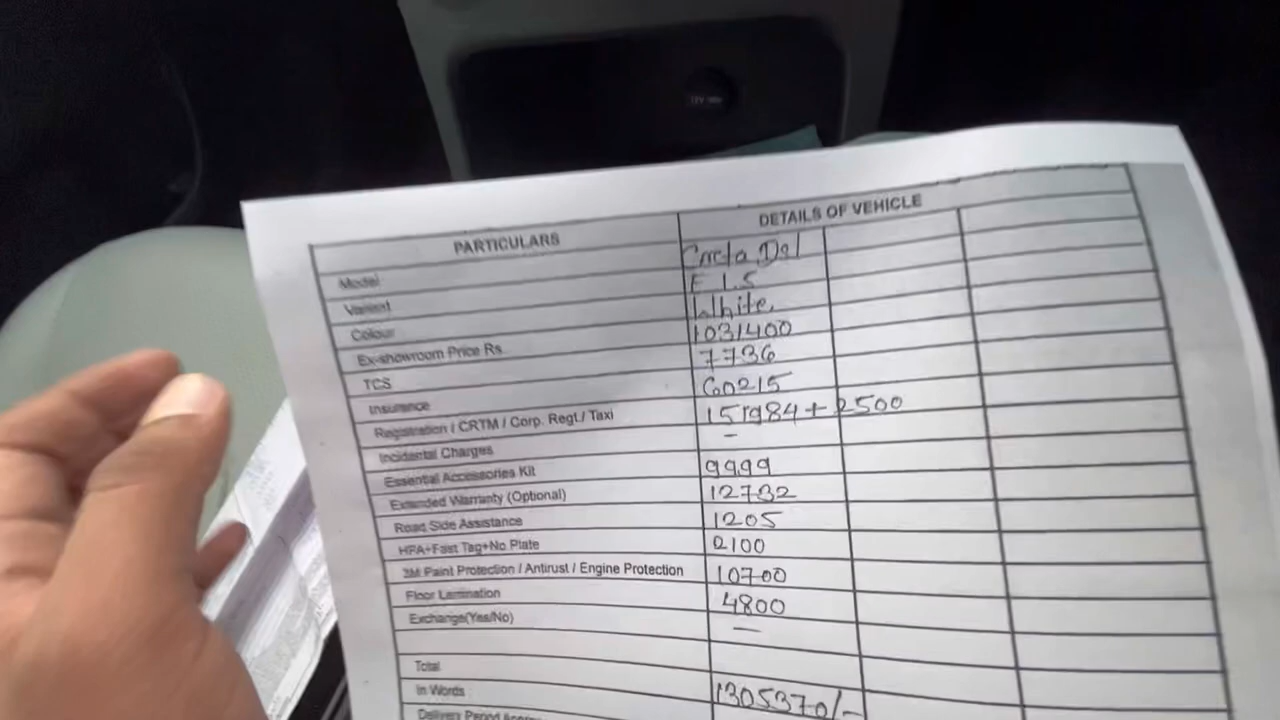 DETAILS OF VEHICLE
PARTICULARS
Model Creta Dsl
Variant E 1.5
Colour White
Ex-showroom Price Rs 1031400
TCS 7736
Insurance 60215
Registration / CRTM / Corp. Regt./ Taxi 151984+2500
Incidental Charges —
Essential Accessories Kit 9999
Extended Warranty (Optional) 12732
Road Side Assistance 1205
HPA+Fast Tag+No Plate 2100
3M Paint Protection / Antirust / Engine Protection 10700
Floor Lamination 4800
Exchange(Yes/No) —
Total
In Words 1305370/-
Delivery Period